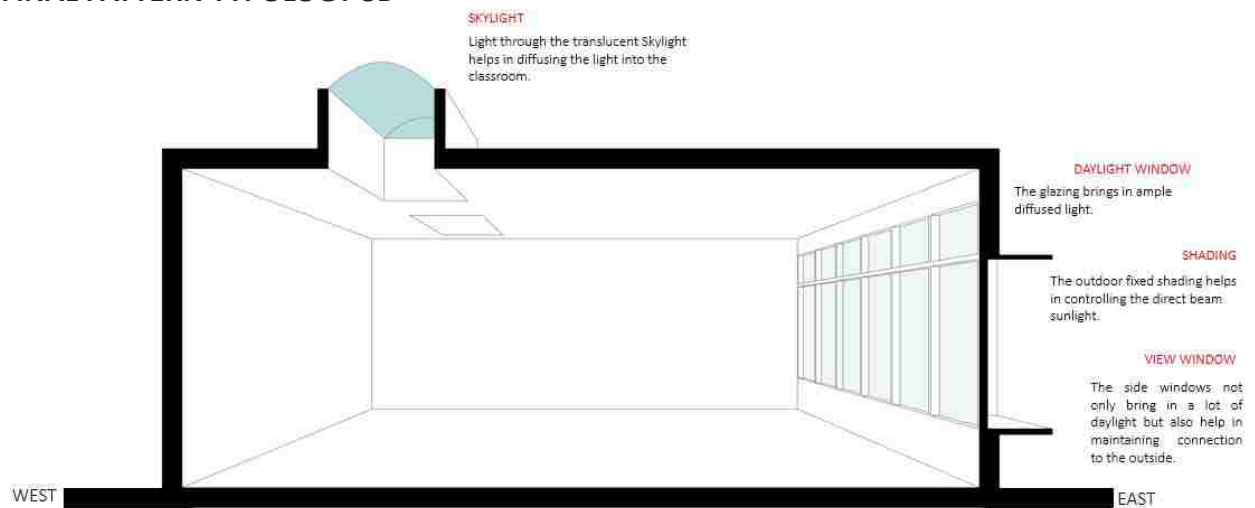 SKYLIGHT
Light through the translucent Skylight
helps in diffusing the light into the
classroom.
DAYLIGHT WINDOW
The glazing brings in ample
diffused light.
SHADING
The outdoor fixed shading helps
in controlling the direct beam
sunlight.
VIEW WINDOW
The side windows not
only bring in a lot of
daylight but also help in
maintaining connection
to the outside.
WEST
EAST